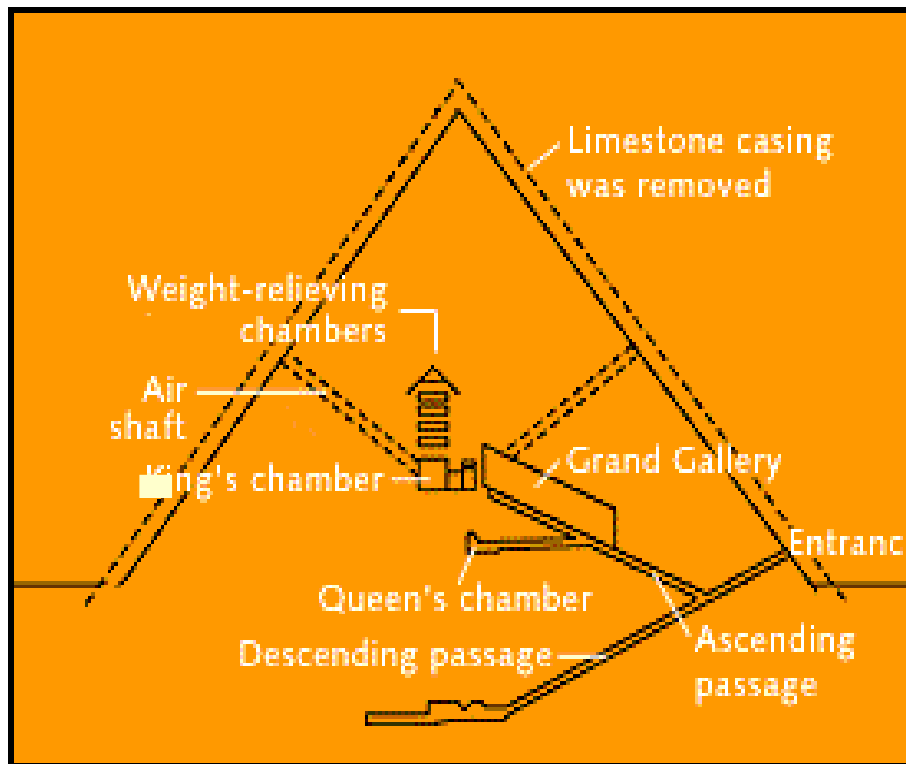 Limestone casing
was removed
Weight-relieving
chambers
Air
shaft
King's chamber
Grand Gallery
Entranc
Queen's chamber
Descending passage
Ascending
passage